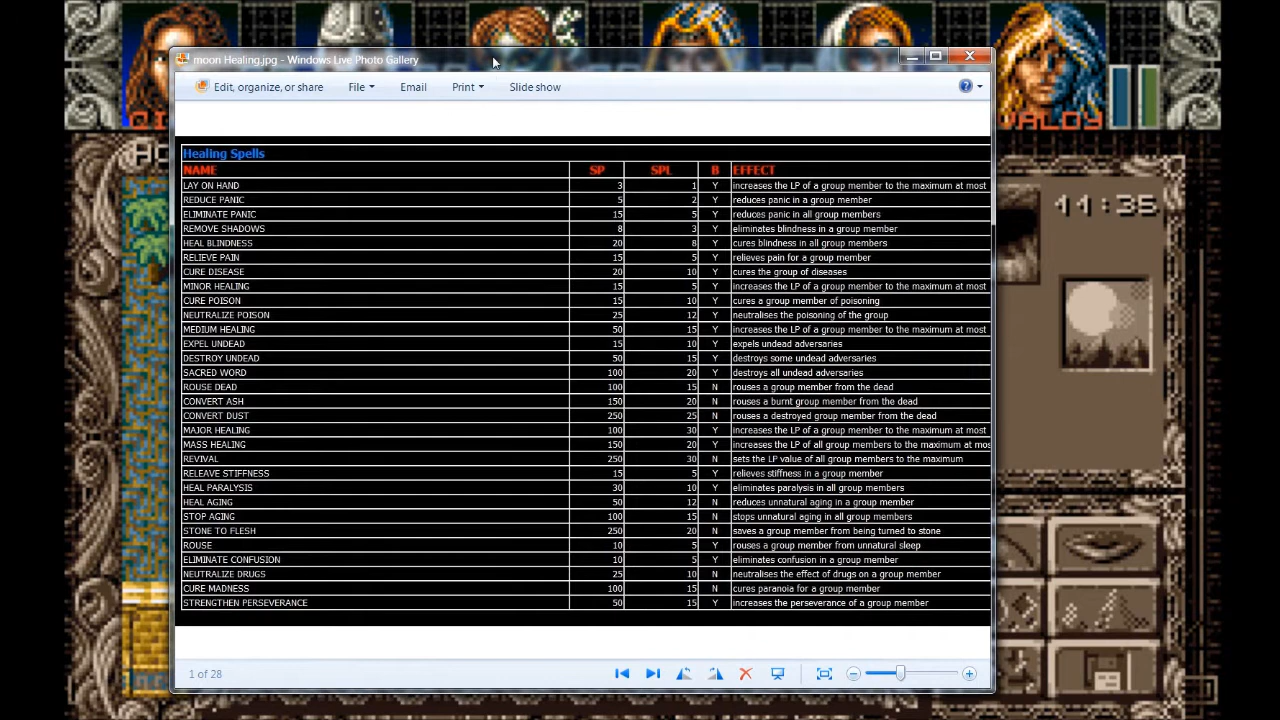 moon Healing.jpg - Windows Live Photo Gallery
Edit, organize, or share File Email Print Slide show
VALDY
Healing Spells
NAME SP SPL B EFFECT
LAY ON HAND 3 1 Y increases the LP of a group member to the maximum at most
REDUCE PANIC 5 2 Y reduces panic in a group member
ELIMINATE PANIC 15 5 Y reduces panic in all group members
REMOVE SHADOWS 8 3 Y eliminates blindness in a group member
HEAL BLINDNESS 20 8 Y cures blindness in all group members
RELIEVE PAIN 15 5 Y relieves pain for a group member
CURE DISEASE 20 10 Y cures the group of diseases
MINOR HEALING 15 5 Y increases the LP of a group member to the maximum at most
CURE POISON 15 10 Y cures a group member of poisoning
NEUTRALIZE POISON 25 12 Y neutralises the poisoning of the group
MEDIUM HEALING 50 15 Y increases the LP of a group member to the maximum at most
EXPEL UNDEAD 15 10 Y expels undead adversaries
DESTROY UNDEAD 50 15 Y destroys some undead adversaries
SACRED WORD 100 20 Y destroys all undead adversaries
ROUSE DEAD 100 15 N rouses a group member from the dead
CONVERT ASH 150 20 N rouses a burnt group member from the dead
CONVERT DUST 250 25 N rouses a destroyed group member from the dead
MAJOR HEALING 100 30 Y increases the LP of a group member to the maximum at most
MASS HEALING 150 20 Y increases the LP of all group members to the maximum at mos
REVIVAL 250 30 N sets the LP value of all group members to the maximum
RELEAVE STIFFNESS 15 5 Y relieves stiffness in a group member
HEAL PARALYSIS 30 10 Y eliminates paralysis in all group members
HEAL AGING 50 12 N reduces unnatural aging in a group member
STOP AGING 100 15 N stops unnatural aging in all group members
STONE TO FLESH 250 20 N saves a group member from being turned to stone
ROUSE 10 5 Y rouses a group member from unnatural sleep
ELIMINATE CONFUSION 10 5 Y eliminates confusion in a group member
NEUTRALIZE DRUGS 25 10 N neutralises the effect of drugs on a group member
CURE MADNESS 100 15 N cures paranoia for a group member
STRENGTHEN PERSEVERANCE 50 15 Y increases the perseverance of a group member
11:35
1 of 28